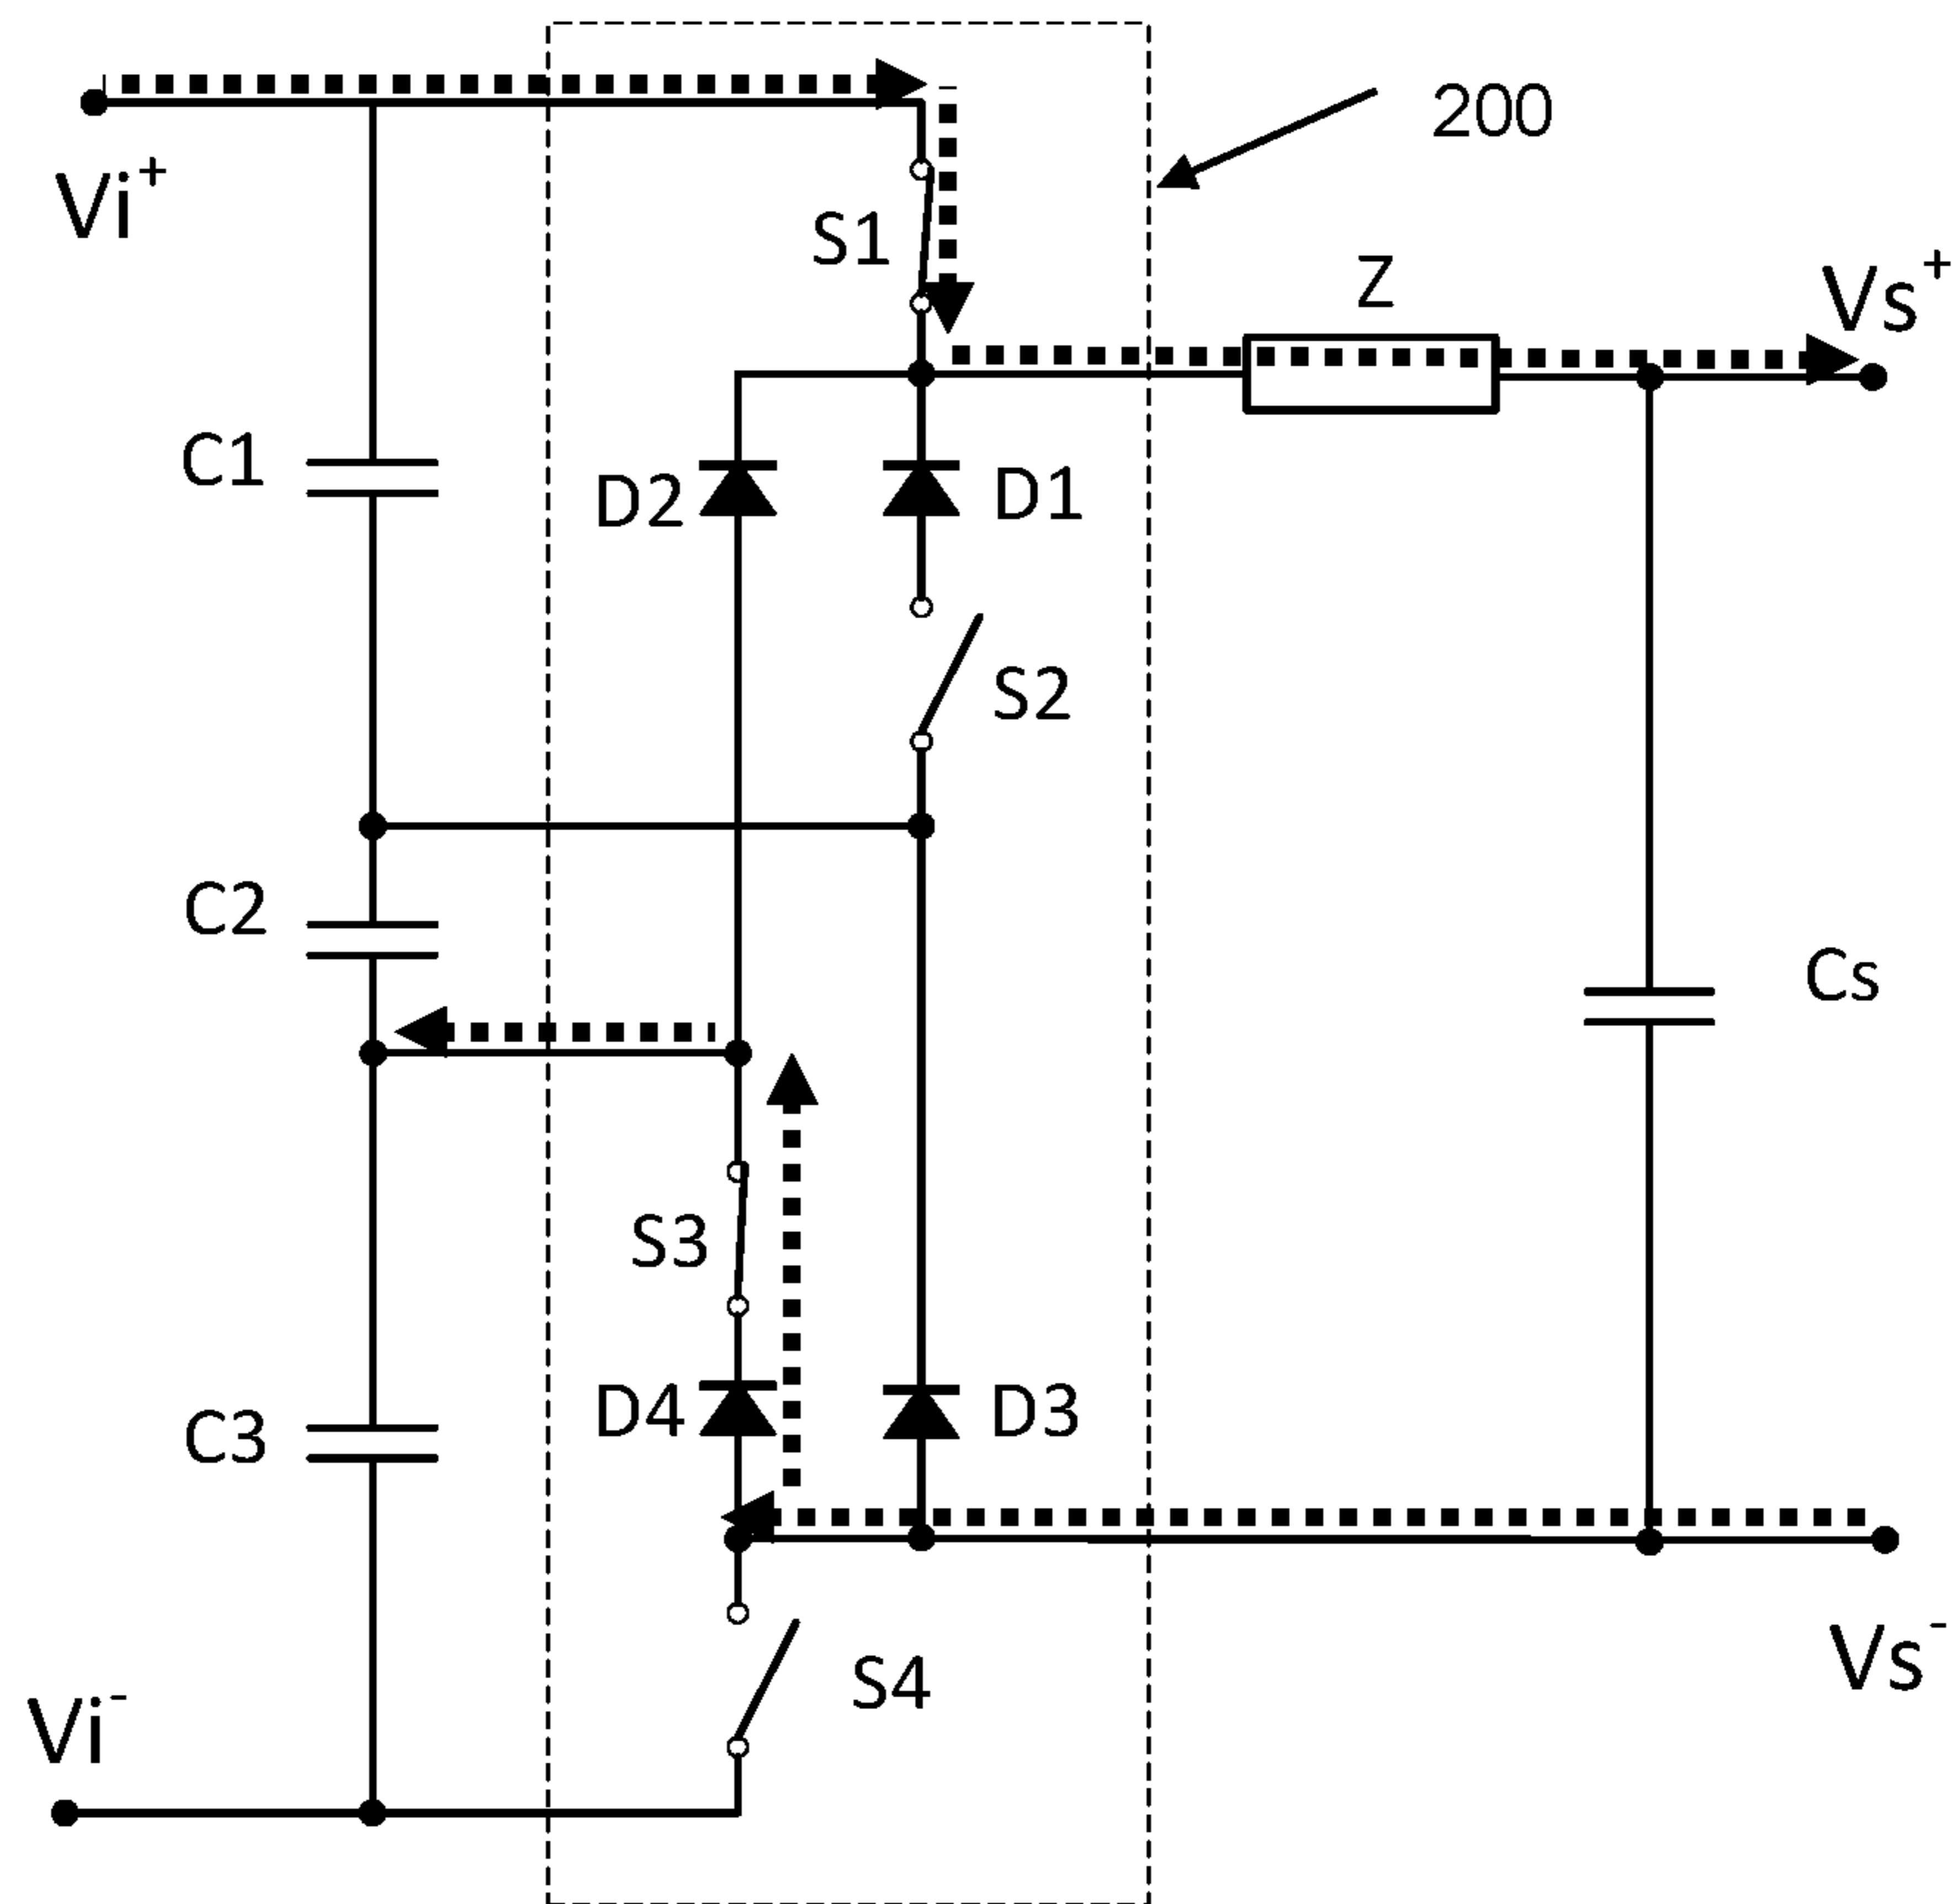 200
Vi⁺
S1
Z
Vs⁺
C1
D2
D1
S2
C2
Cs
S3
C3
D4
D3
S4
Vs⁻
Vi⁻